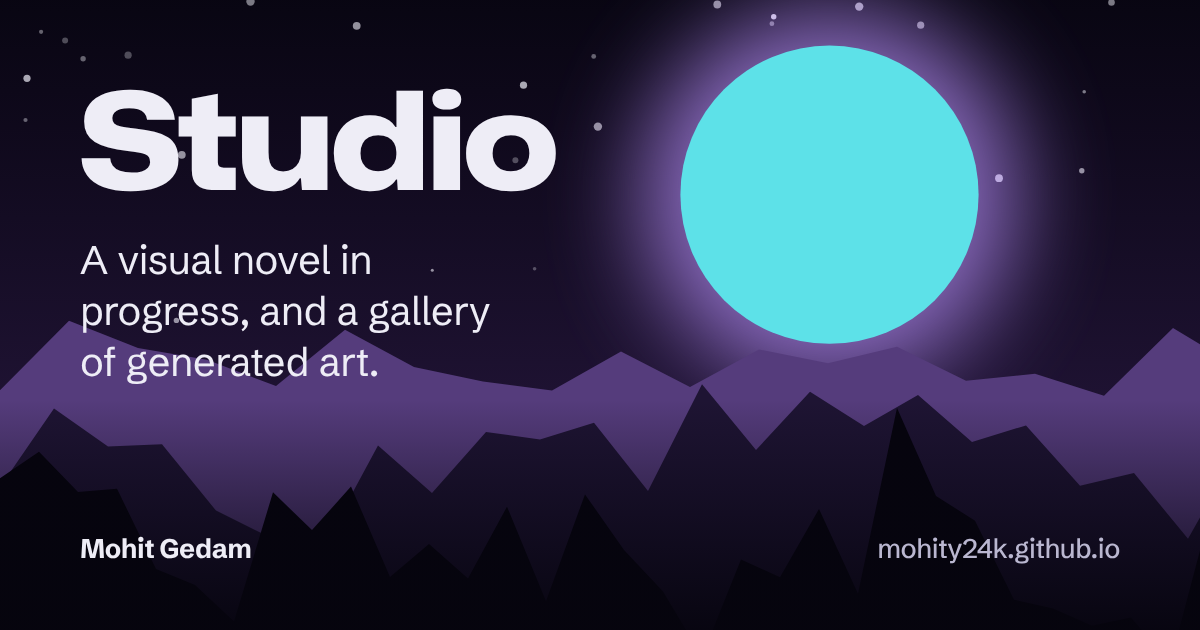 Studio
A visual novel in
progress, and a gallery
of generated art.
Mohit Gedam
mohity24k.github.io